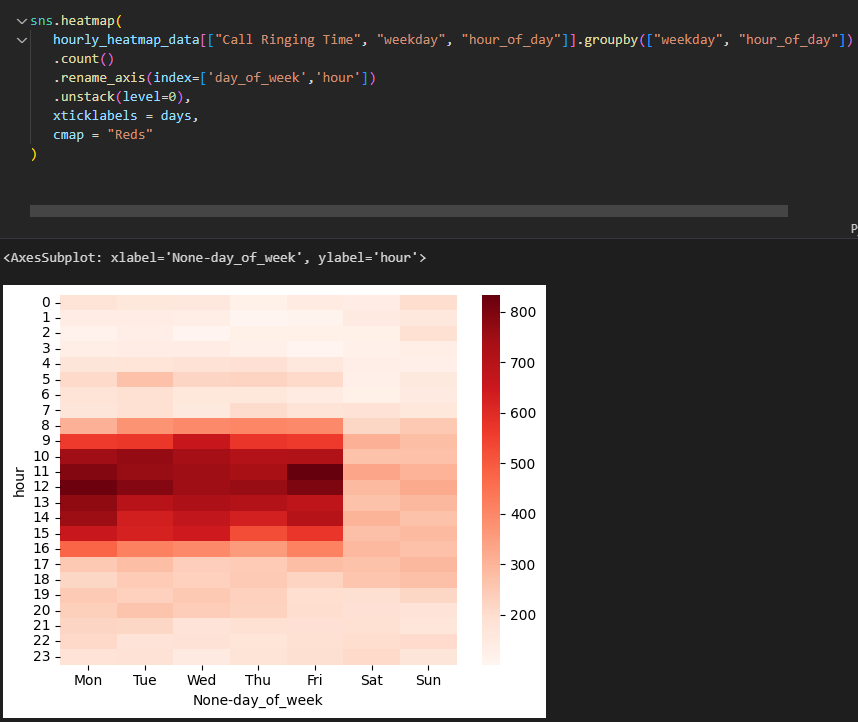 sns.heatmap(
hourly_heatmap_data[["Call Ringing Time", "weekday", "hour_of_day"]].groupby(["weekday", "hour_of_day"])
.count()
.rename_axis(index=['day_of_week','hour'])
.unstack(level=0),
xticklabels = days,
cmap = "Reds"
)
<AxesSubplot: xlabel='None-day_of_week', ylabel='hour'>
0
1
2
3
4
5
6
7
8
9
10
11
12
13
14
15
16
17
18
19
20
21
22
23
hour
Mon Tue Wed Thu Fri Sat Sun
None-day_of_week
800
700
600
500
400
300
200